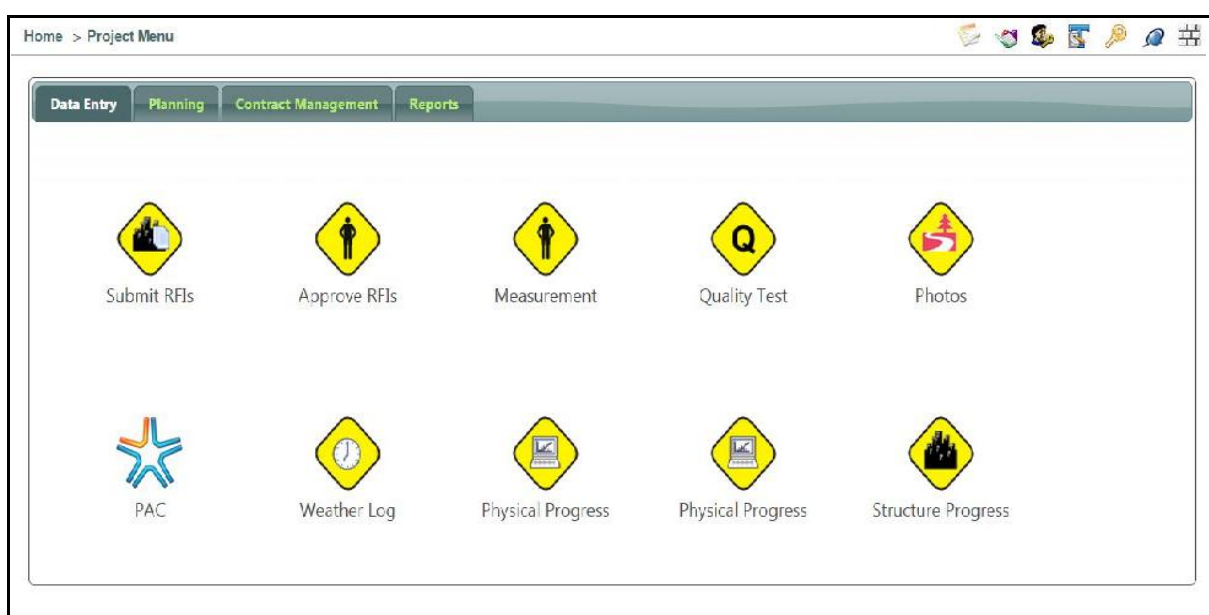 Home > Project Menu
Data Entry Planning Contract Management Reports
Q
Submit RFIs Approve RFIs Measurement Quality Test Photos
PAC Weather Log Physical Progress Physical Progress Structure Progress